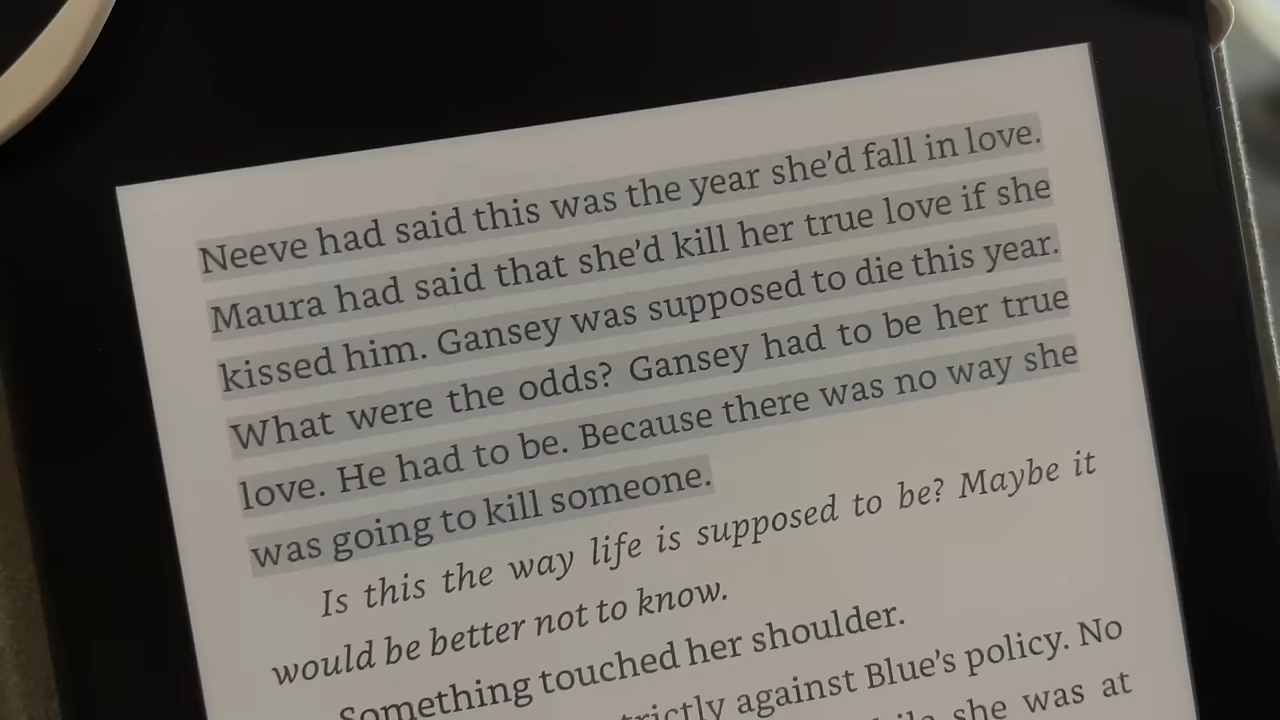 Neeve had said this was the year she'd fall in love.
Maura had said that she'd kill her true love if she
kissed him. Gansey was supposed to die this year.
What were the odds? Gansey had to be her true
love. He had to be. Because there was no way she
was going to kill someone.
Is this the way life is supposed to be? Maybe it
would be better not to know.
Something touched her shoulder.
against Blue's policy. No
she was at